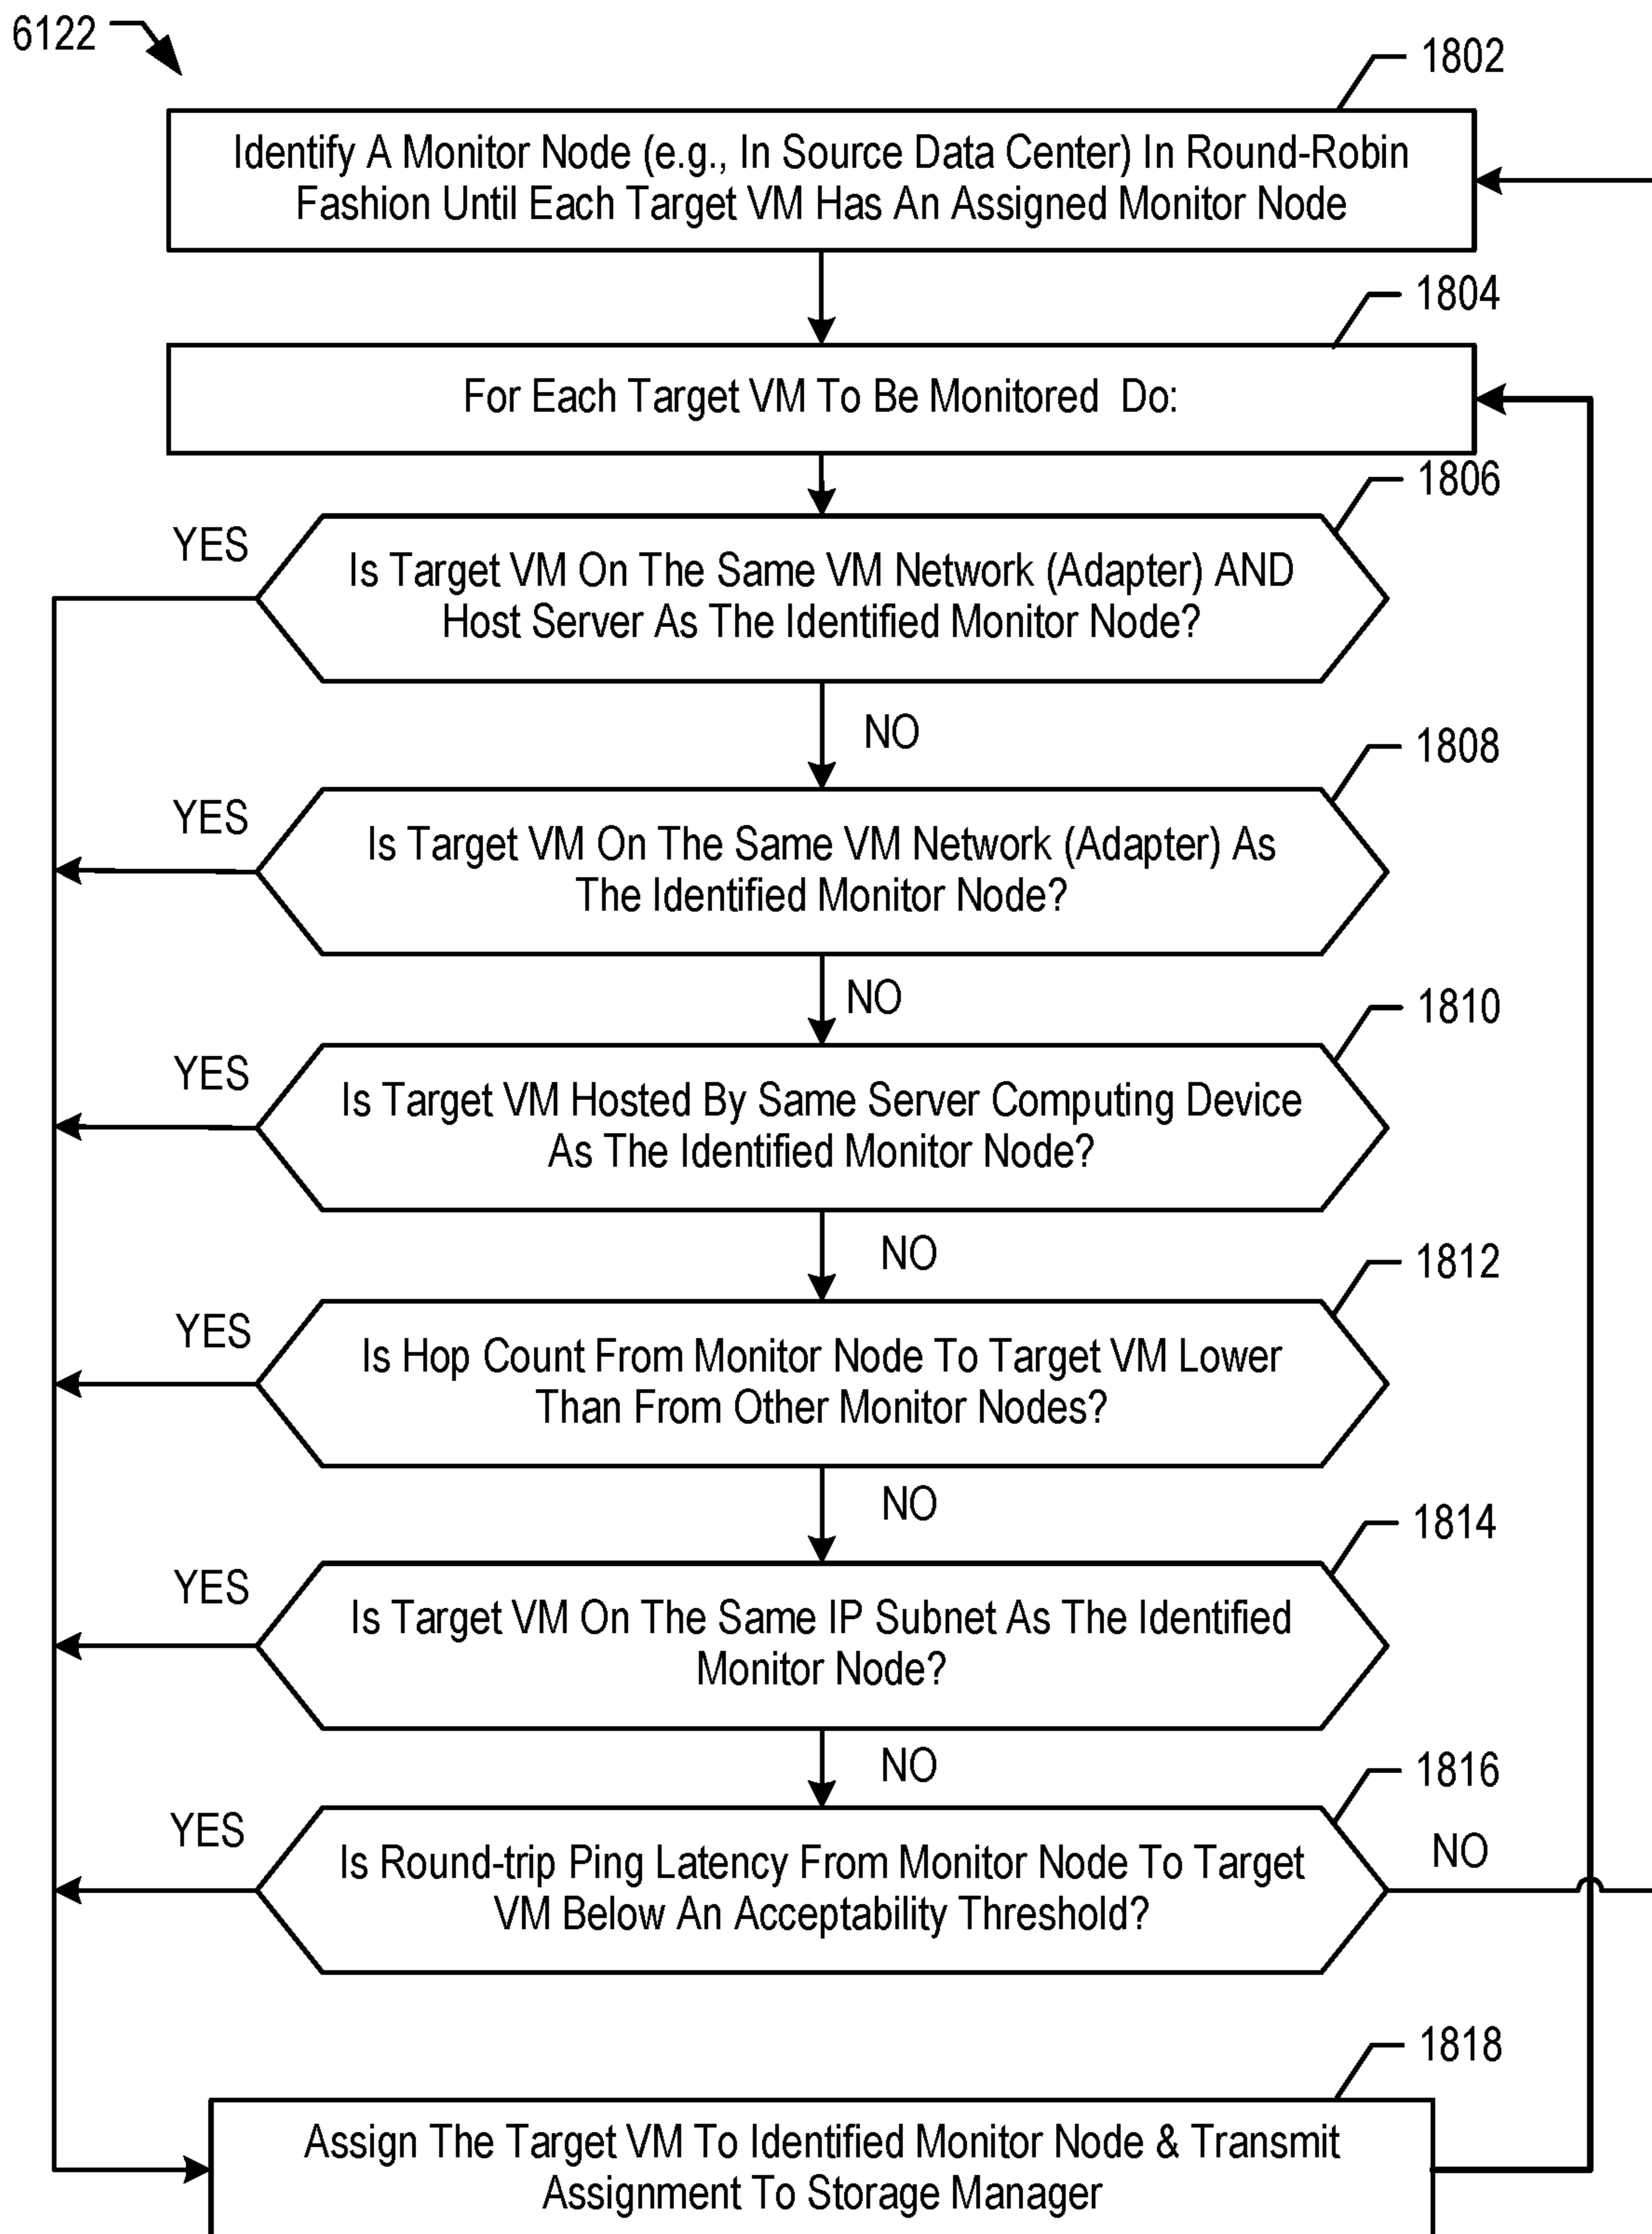 6122
1802
Identify A Monitor Node (e.g., In Source Data Center) In Round-Robin
Fashion Until Each Target VM Has An Assigned Monitor Node
1804
For Each Target VM To Be Monitored Do:
1806
YES
Is Target VM On The Same VM Network (Adapter) AND
Host Server As The Identified Monitor Node?
NO
1808
YES
Is Target VM On The Same VM Network (Adapter) As
The Identified Monitor Node?
NO
1810
YES
Is Target VM Hosted By Same Server Computing Device
As The Identified Monitor Node?
NO
1812
YES
Is Hop Count From Monitor Node To Target VM Lower
Than From Other Monitor Nodes?
NO
1814
YES
Is Target VM On The Same IP Subnet As The Identified
Monitor Node?
NO
1816
YES
Is Round-trip Ping Latency From Monitor Node To Target
VM Below An Acceptability Threshold?
NO
1818
Assign The Target VM To Identified Monitor Node & Transmit
Assignment To Storage Manager